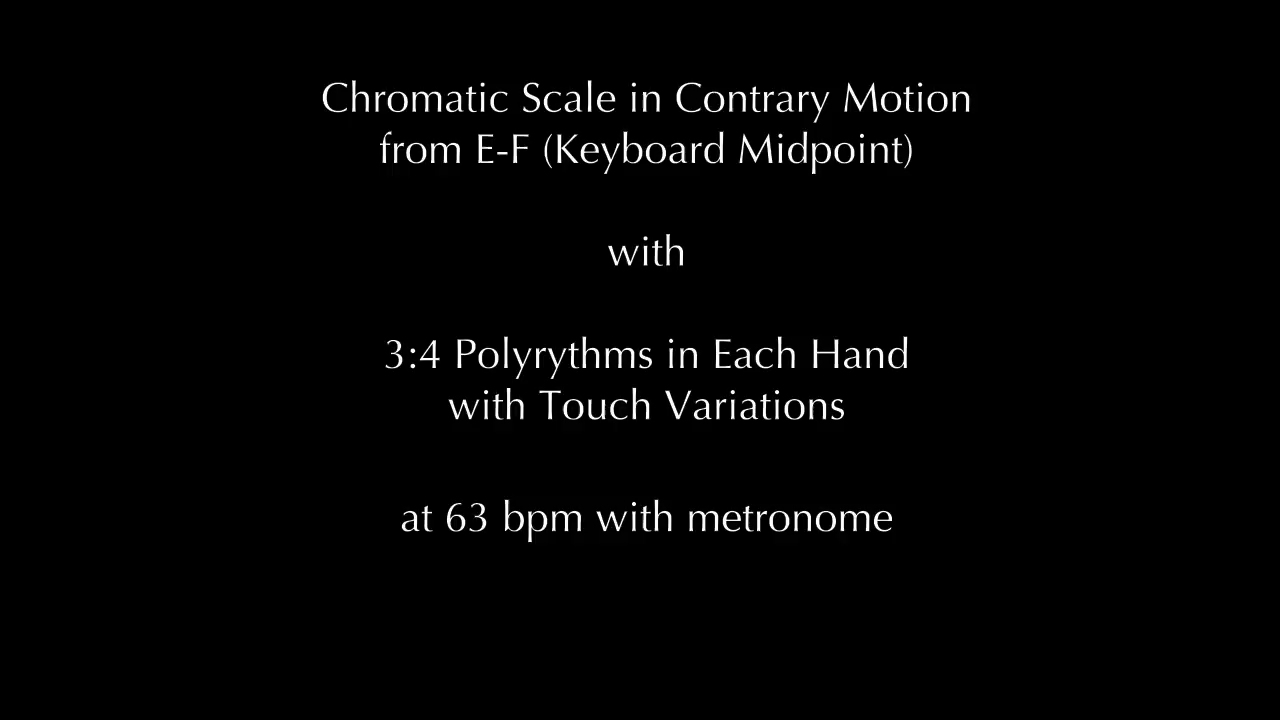 Chromatic Scale in Contrary Motion
from E-F (Keyboard Midpoint)
with
3:4 Polyrythms in Each Hand
with Touch Variations
at 63 bpm with metronome